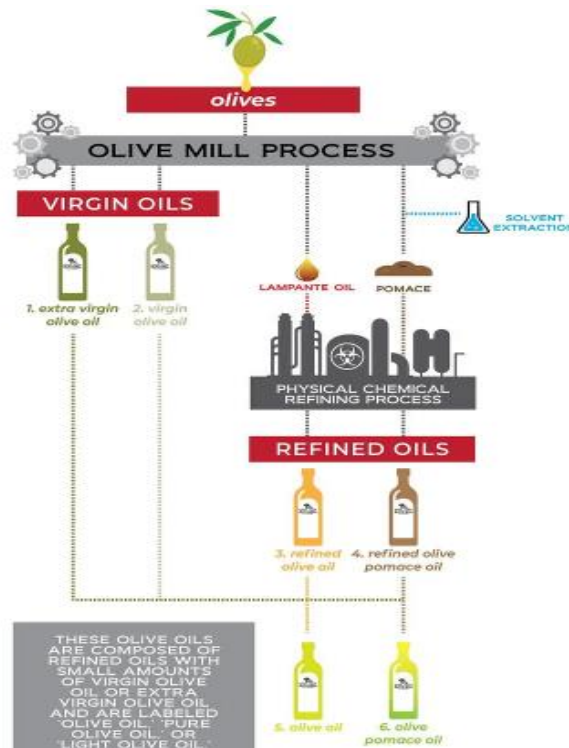 olives
OLIVE MILL PROCESS
VIRGIN OILS
SOLVENT
EXTRACTION
1. extra virgin
olive oil
2. virgin
olive oil
LAMPANTE OIL
POMACE
PHYSICAL CHEMICAL
REFINING PROCESS
REFINED OILS
3. refined
olive oil
4. refined olive
pomace oil
THESE OLIVE OILS
ARE COMPOSED OF
REFINED OILS WITH
SMALL AMOUNTS
OF VIRGIN OLIVE
OIL OR EXTRA
VIRGIN OLIVE OIL
AND ARE LABELED
'OLIVE OIL,' 'PURE
OLIVE OIL,' OR
'LIGHT OLIVE OIL.'
5. olive oil
6. olive
pomace oil